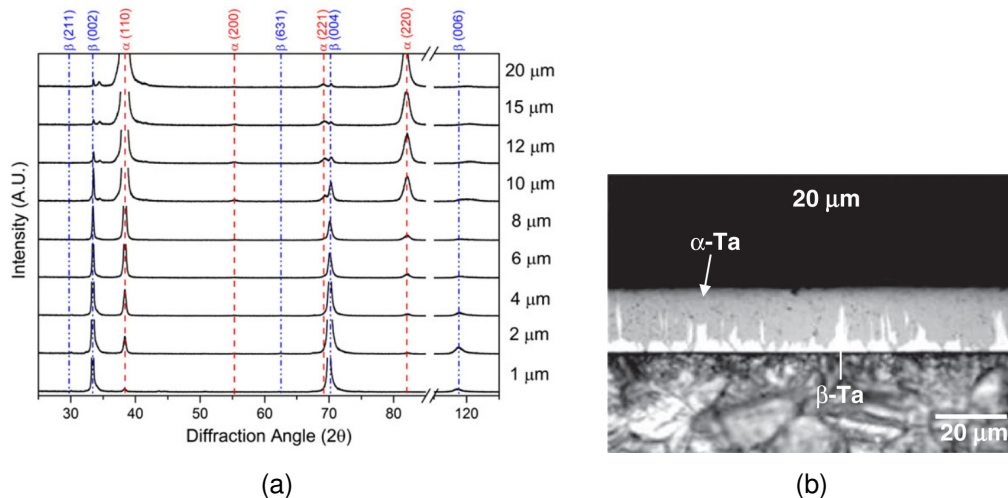 β (211)
β (002)
α (110)
α (200)
β (631)
α (221)
β (004)
α (220)
β (006)
20 μm
15 μm
12 μm
10 μm
8 μm
6 μm
4 μm
2 μm
1 μm
Intensity (A.U.)
30 40 50 60 70 80 120
Diffraction Angle (2θ)
(a)
20 μm
α-Ta
β-Ta
20 μm
(b)